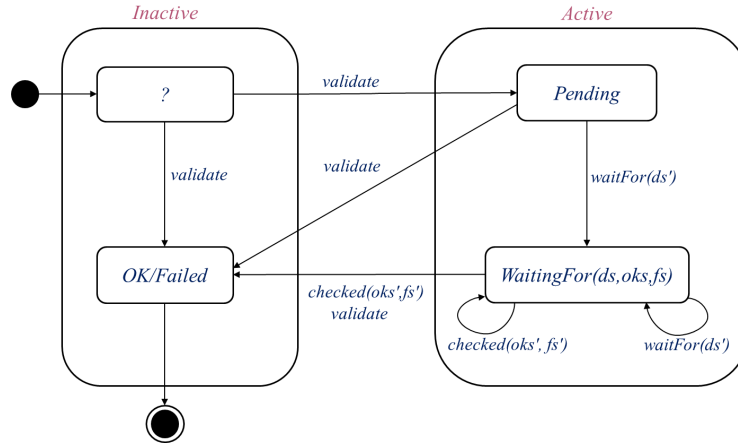 Inactive
Active
?
validate
Pending
validate
validate
waitFor(ds')
OK/Failed
WaitingFor(ds,oks,fs)
checked(oks',fs')
validate
checked(oks', fs')
waitFor(ds')